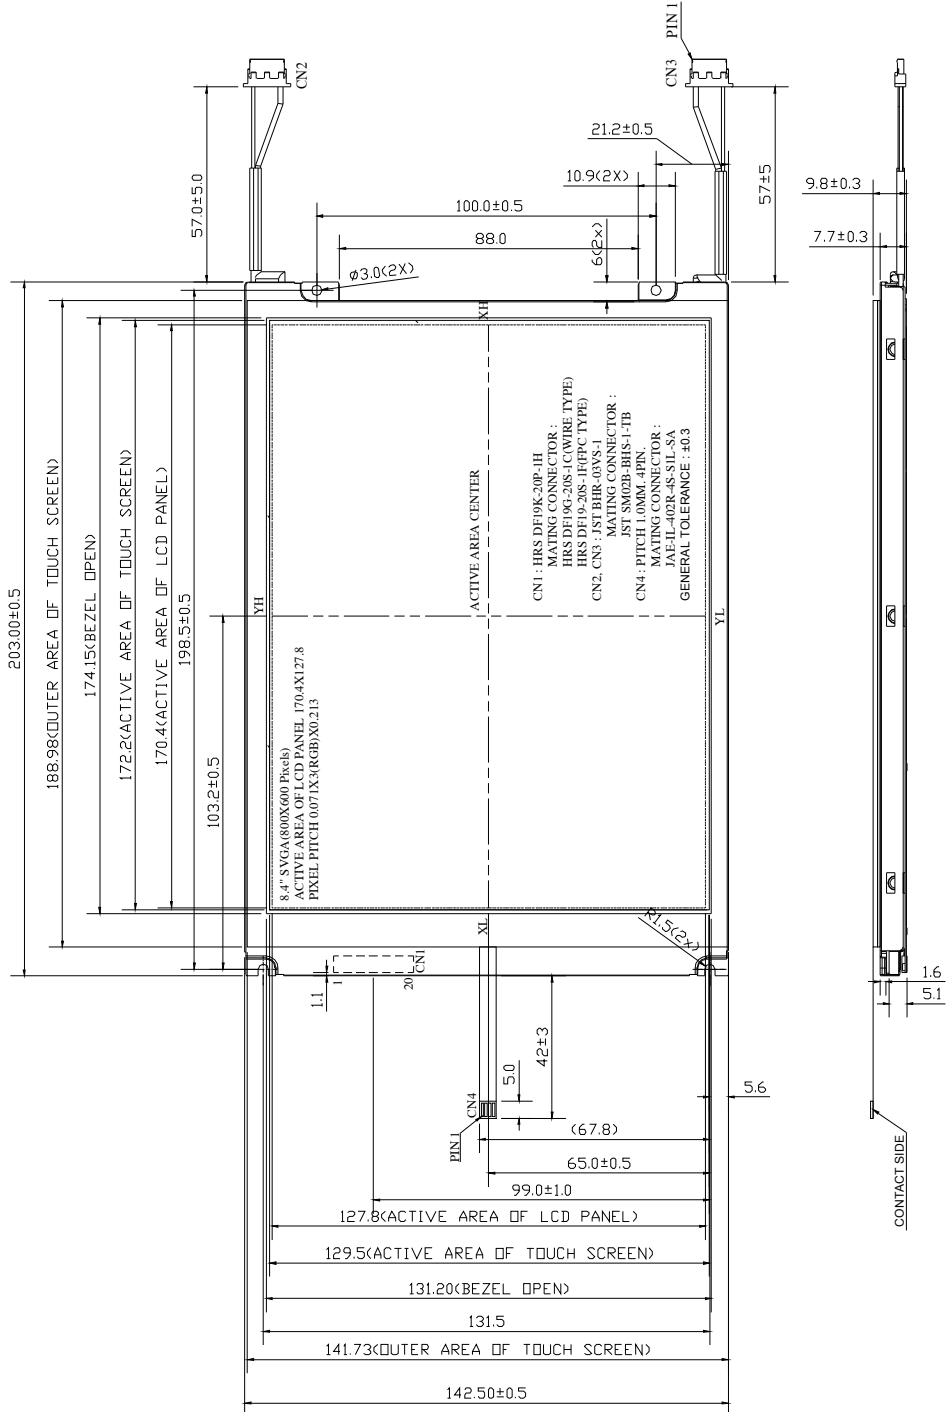 PIN 1
CN2
CN3
21.2±0.5
57.0±5.0
57±5
10.9(2X)
9.8±0.3
100.0±0.5
7.7±0.3
88.0
6(2x)
ø3.0(2X)
XH
203.00±0.5
188.98(OUTER AREA OF TOUCH SCREEN)
174.15(BEZEL OPEN)
172.2(ACTIVE AREA OF TOUCH SCREEN)
170.4(ACTIVE AREA OF LCD PANEL)
198.5±0.5
103.2±0.5
YH
ACTIVE AREA CENTER
CN1 : HRS DF19K-20P-1H
MATING CONNECTOR :
HRS DF19G-20S-1C(WIRE TYPE)
HRS DF19-20S-1F(FPC TYPE)
CN2, CN3 : JST BHR-03VS-1
MATING CONNECTOR :
JST SM02B-BHS-1-TB
CN4 : PITCH 1.0MM, 4PIN.
MATING CONNECTOR :
JAE-IL-402R-4S-S1L-SA
GENERAL TOLERANCE : ±0.3
YL
8.4" SVGA(800X600 Pixels)
ACTIVE AREA OF LCD PANEL 170.4X127.8
PIXEL PITCH 0.071X3(RGB)X0.213
XL
R1.5(2x)
CN1
1
20
1.1
1.6
5.1
42±3
5.0
CN4
PIN 1
5.6
(67.8)
CONTACT SIDE
65.0±0.5
99.0±1.0
127.8(ACTIVE AREA OF LCD PANEL)
129.5(ACTIVE AREA OF TOUCH SCREEN)
131.20(BEZEL OPEN)
131.5
141.73(OUTER AREA OF TOUCH SCREEN)
142.50±0.5